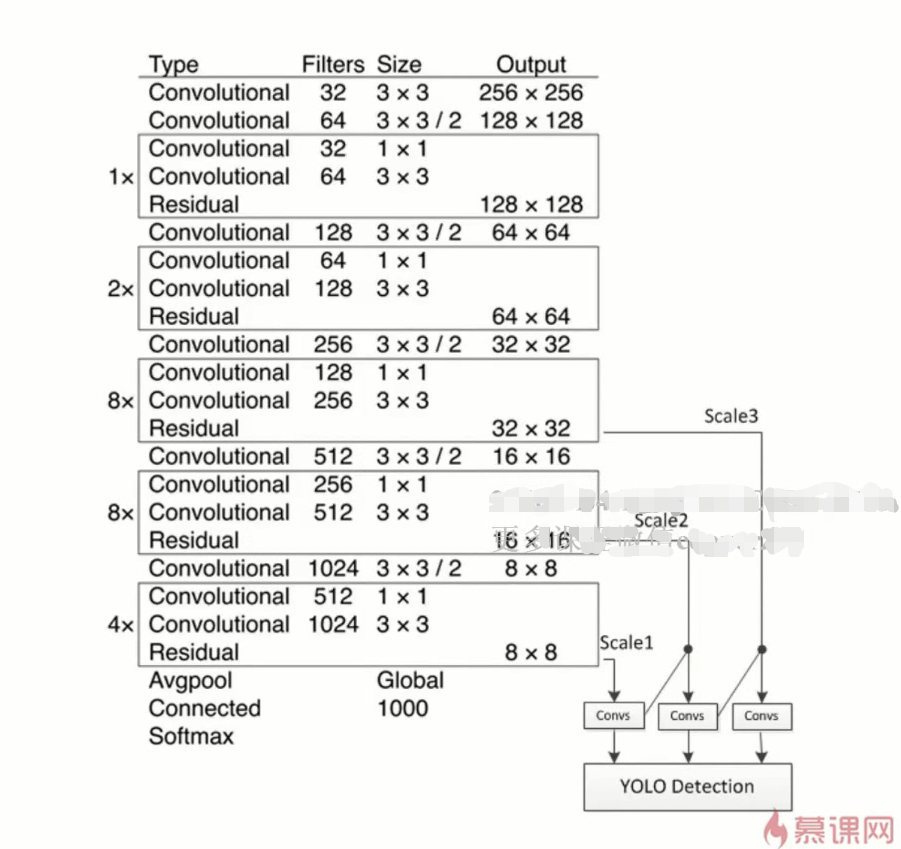 Type Filters Size Output
Convolutional 32 3 × 3 256 × 256
Convolutional 64 3 × 3 / 2 128 × 128
Convolutional 32 1 × 1
1× Convolutional 64 3 × 3
Residual 128 × 128
Convolutional 128 3 × 3 / 2 64 × 64
Convolutional 64 1 × 1
2× Convolutional 128 3 × 3
Residual 64 × 64
Convolutional 256 3 × 3 / 2 32 × 32
Convolutional 128 1 × 1
8× Convolutional 256 3 × 3
Scale3
Residual 32 × 32
Convolutional 512 3 × 3 / 2 16 × 16
Convolutional 256 1 × 1
8× Convolutional 512 3 × 3
Scale2
更多课
Residual 16 × 16
Convolutional 1024 3 × 3 / 2 8 × 8
Convolutional 512 1 × 1
4× Convolutional 1024 3 × 3
Scale1
Residual 8 × 8
Avgpool Global
Connected 1000
Softmax
Convs Convs Convs
YOLO Detection
慕课网